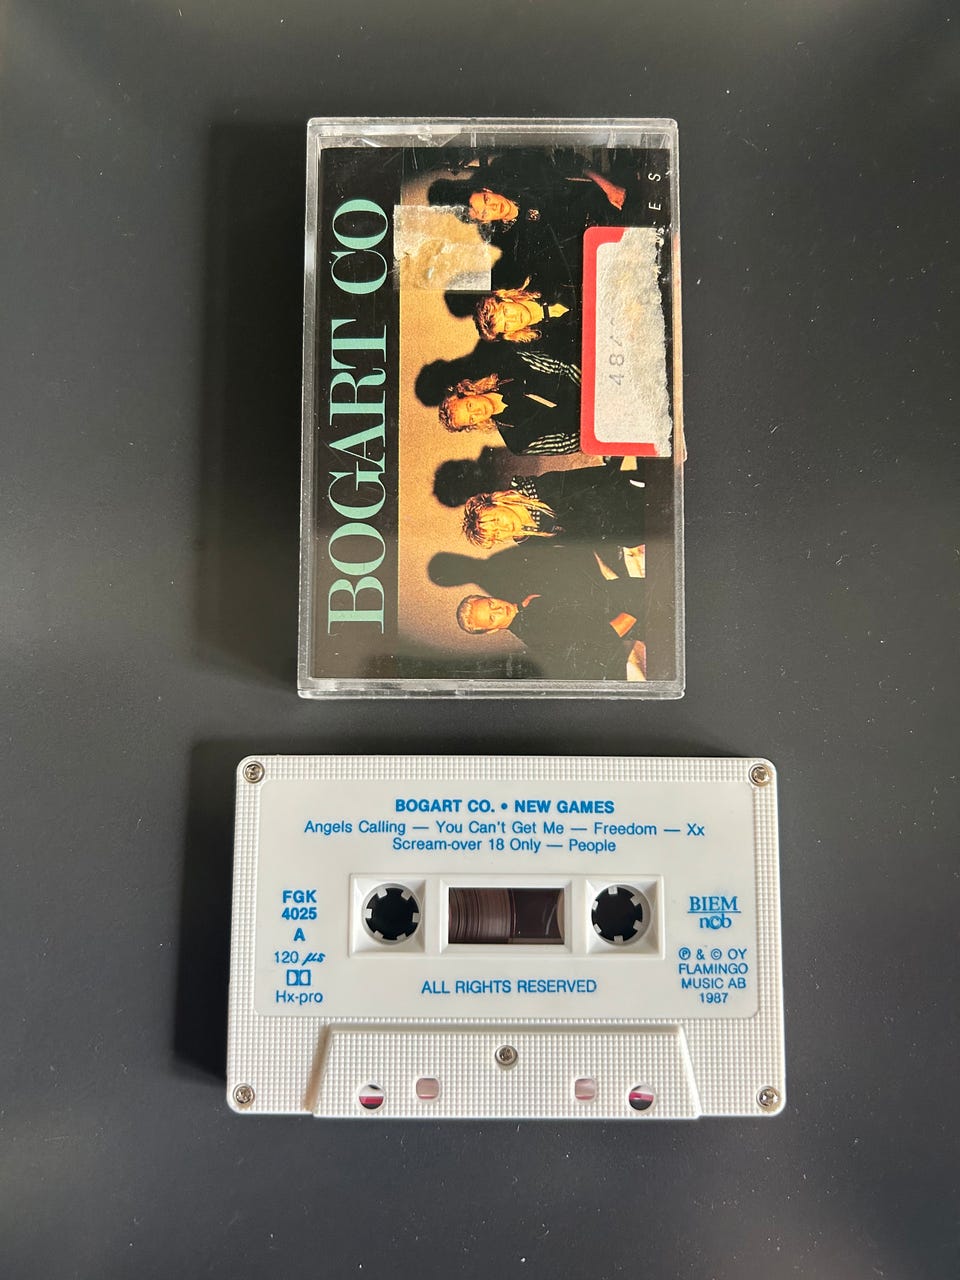 BOGART CO
E S
48
BOGART CO. • NEW GAMES
Angels Calling — You Can't Get Me — Freedom — Xx
Scream-over 18 Only — People
FGK
4025
A
120 µs
Hx-pro
BIEM
ncb
ALL RIGHTS RESERVED
℗ & © OY
FLAMINGO
MUSIC AB
1987